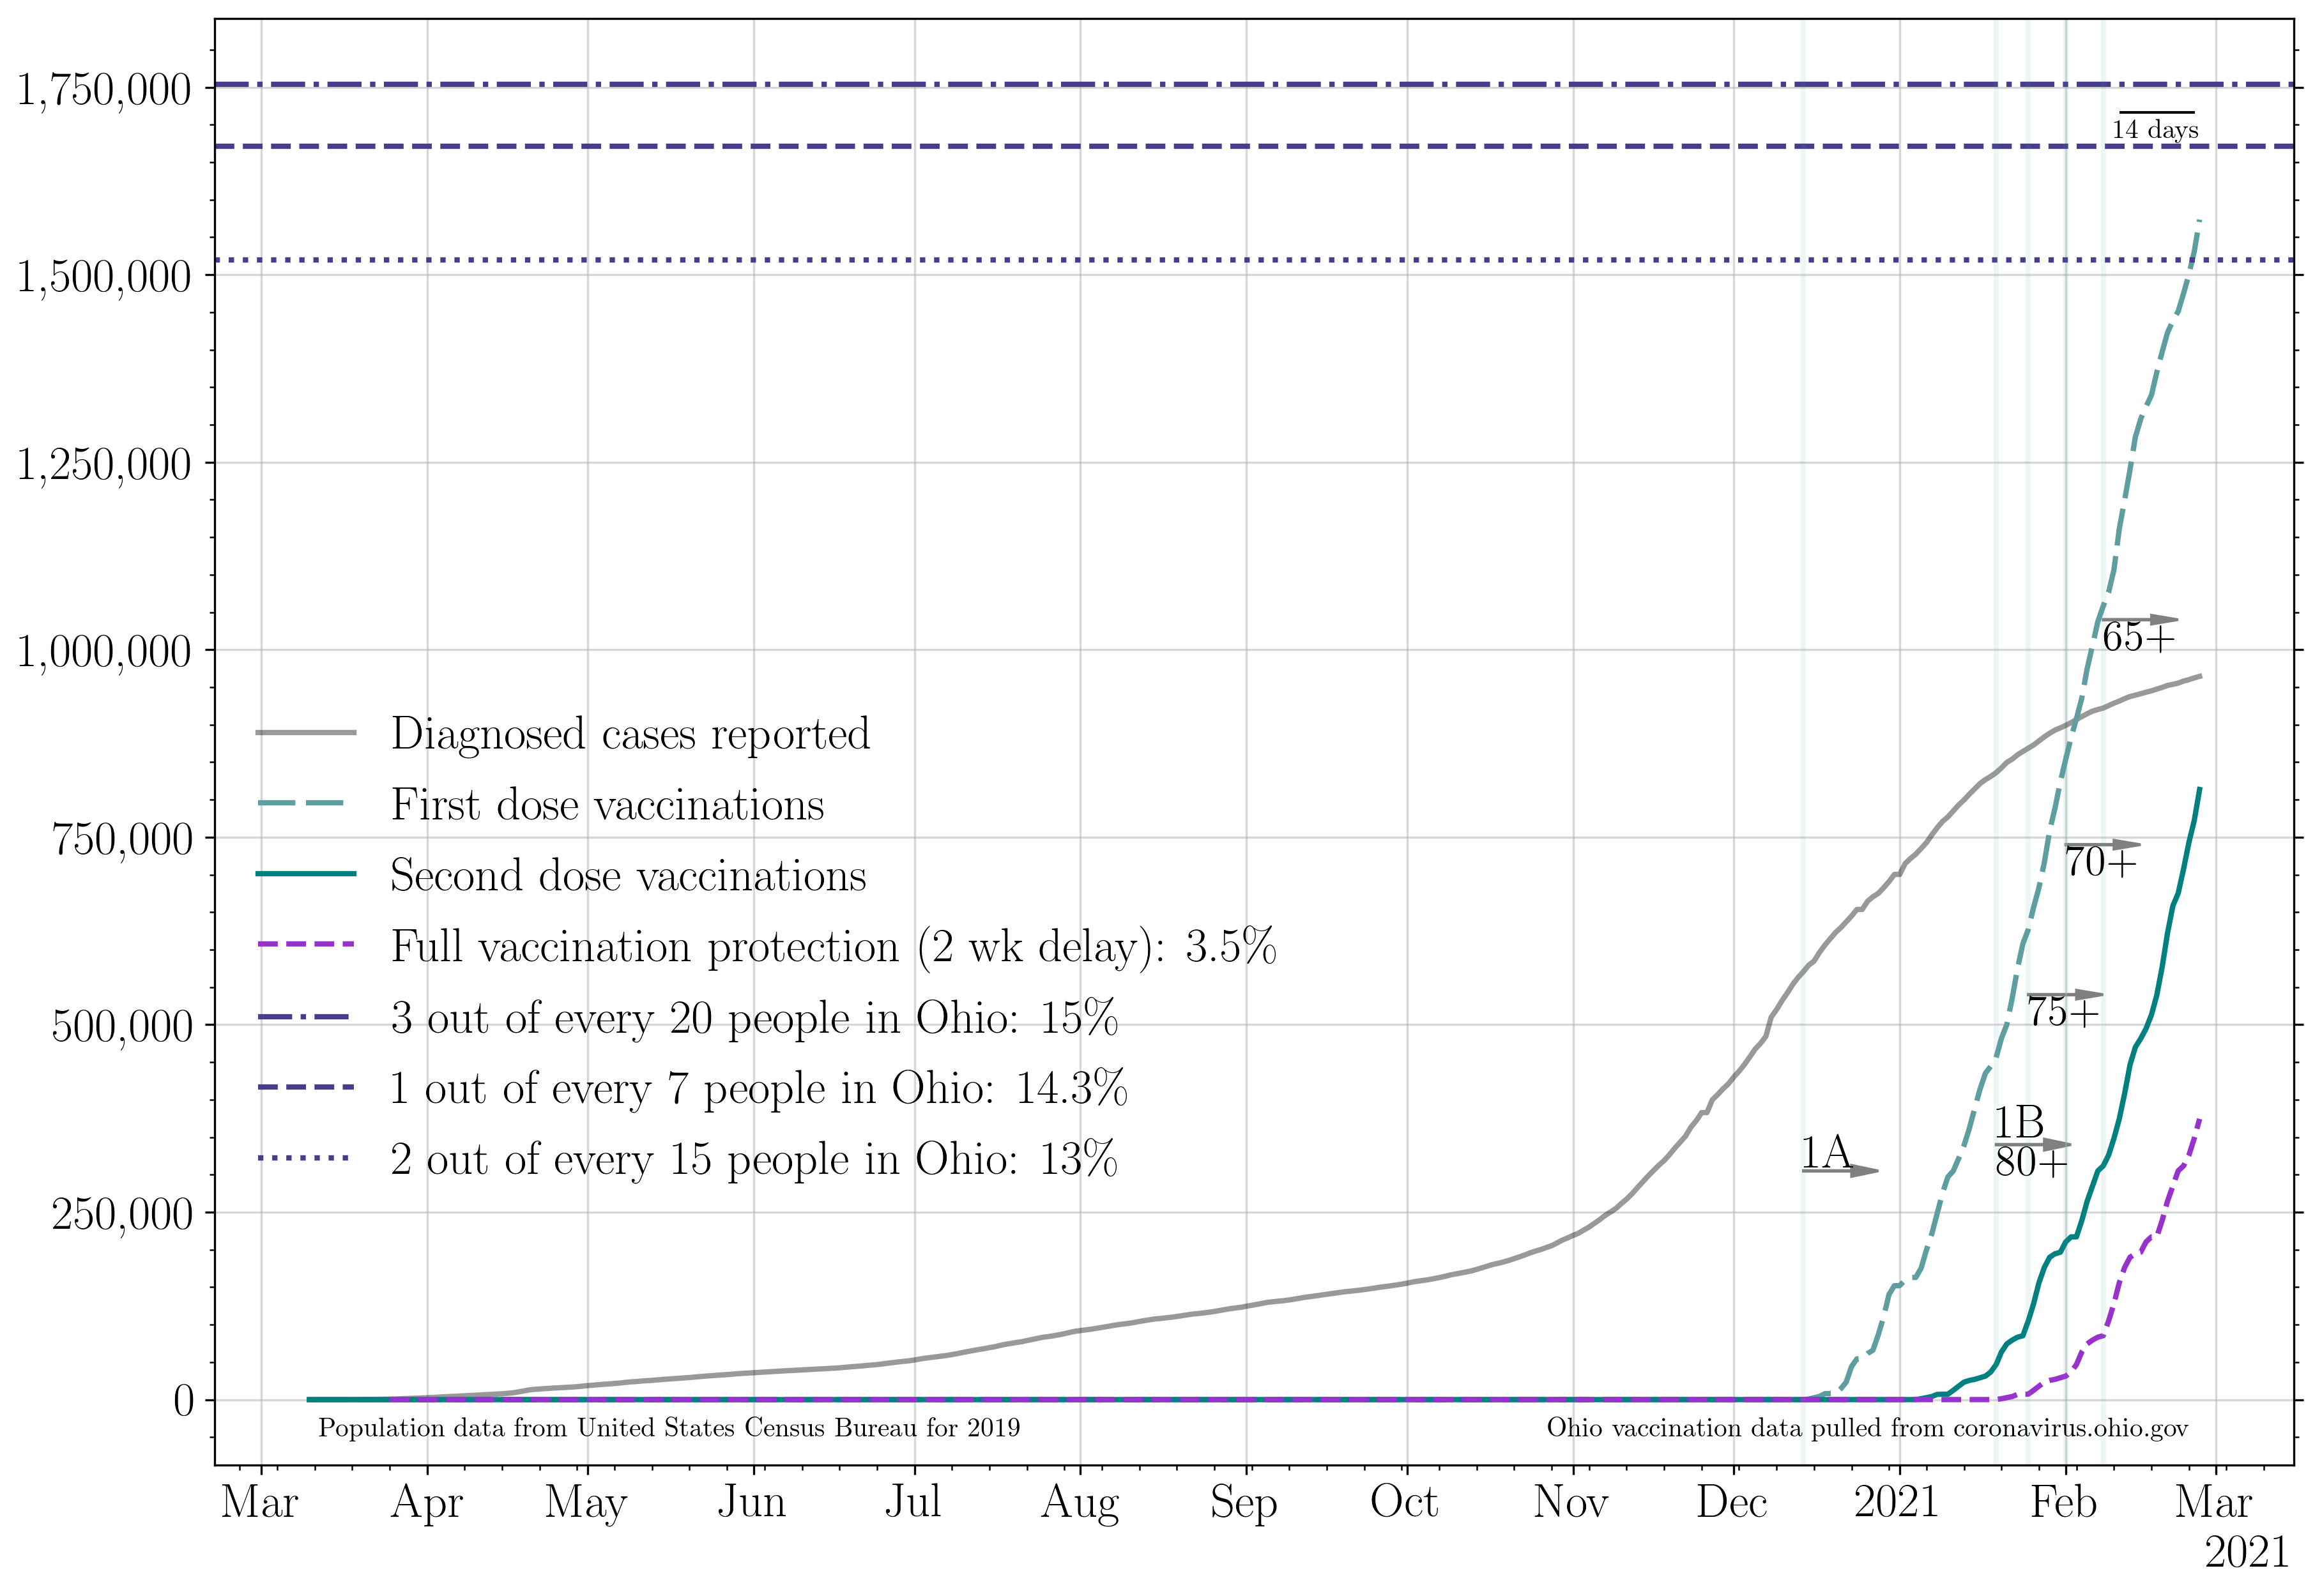 1,750,000
14 days
1,500,000
1,250,000
1,000,000
65+
Diagnosed cases reported
First dose vaccinations
750,000
70+
Second dose vaccinations
Full vaccination protection (2 wk delay): 3.5%
500,000
75+
3 out of every 20 people in Ohio: 15%
1 out of every 7 people in Ohio: 14.3%
1B
1A
80+
2 out of every 15 people in Ohio: 13%
250,000
0
Population data from United States Census Bureau for 2019
Ohio vaccination data pulled from coronavirus.ohio.gov
Mar Apr May Jun Jul Aug Sep Oct Nov Dec 2021 Feb Mar
2021